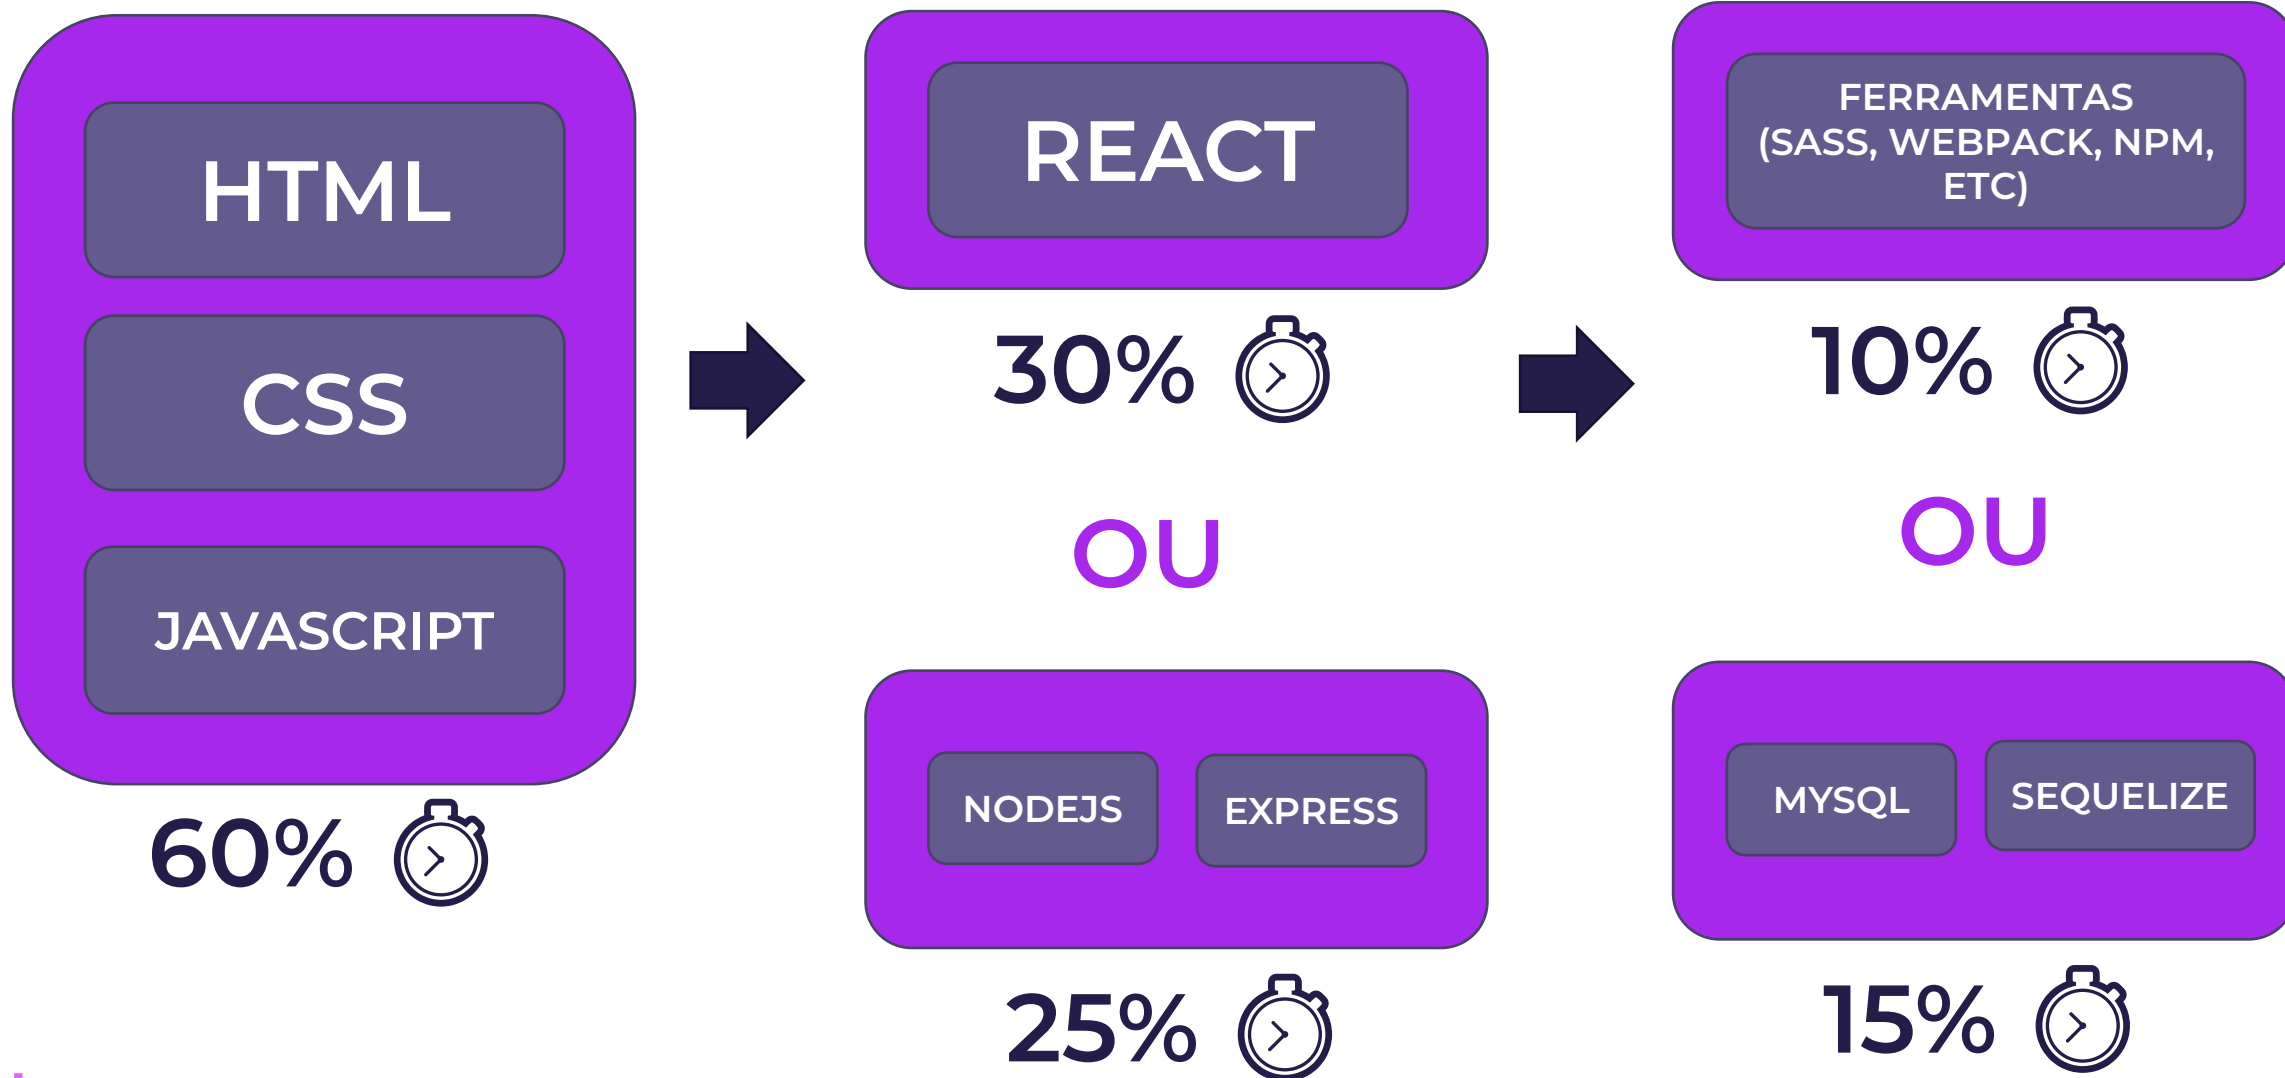 HTML
CSS
JAVASCRIPT
60%
REACT
30%
OU
NODEJS
EXPRESS
25%
FERRAMENTAS
(SASS, WEBPACK, NPM,
ETC)
10%
OU
MYSQL
SEQUELIZE
15%